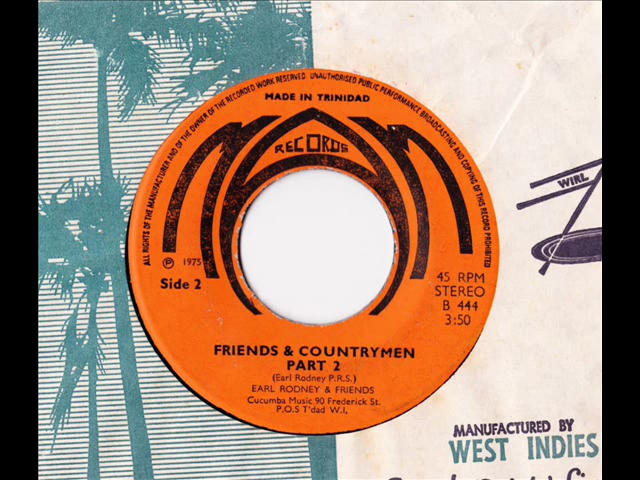 ALL RIGHTS OF THE MANUFACTURER AND OF THE OWNER OF THE RECORDED WORK RESERVED UNAUTHORISED PUBLIC PERFORMANCE BROADCASTING AND COPYING OF THIS RECORD PROHIBITED
MADE IN TRINIDAD
RECORDS
WIRL
℗ 1975
Side 2
45 RPM
STEREO
B 444
3:50
FRIENDS & COUNTRYMEN
PART 2
(Earl Rodney P.R.S.)
EARL RODNEY & FRIENDS
Cucumba Music 90 Frederick St.
P.O.S T'dad W.I,
MANUFACTURED BY
WEST INDIES